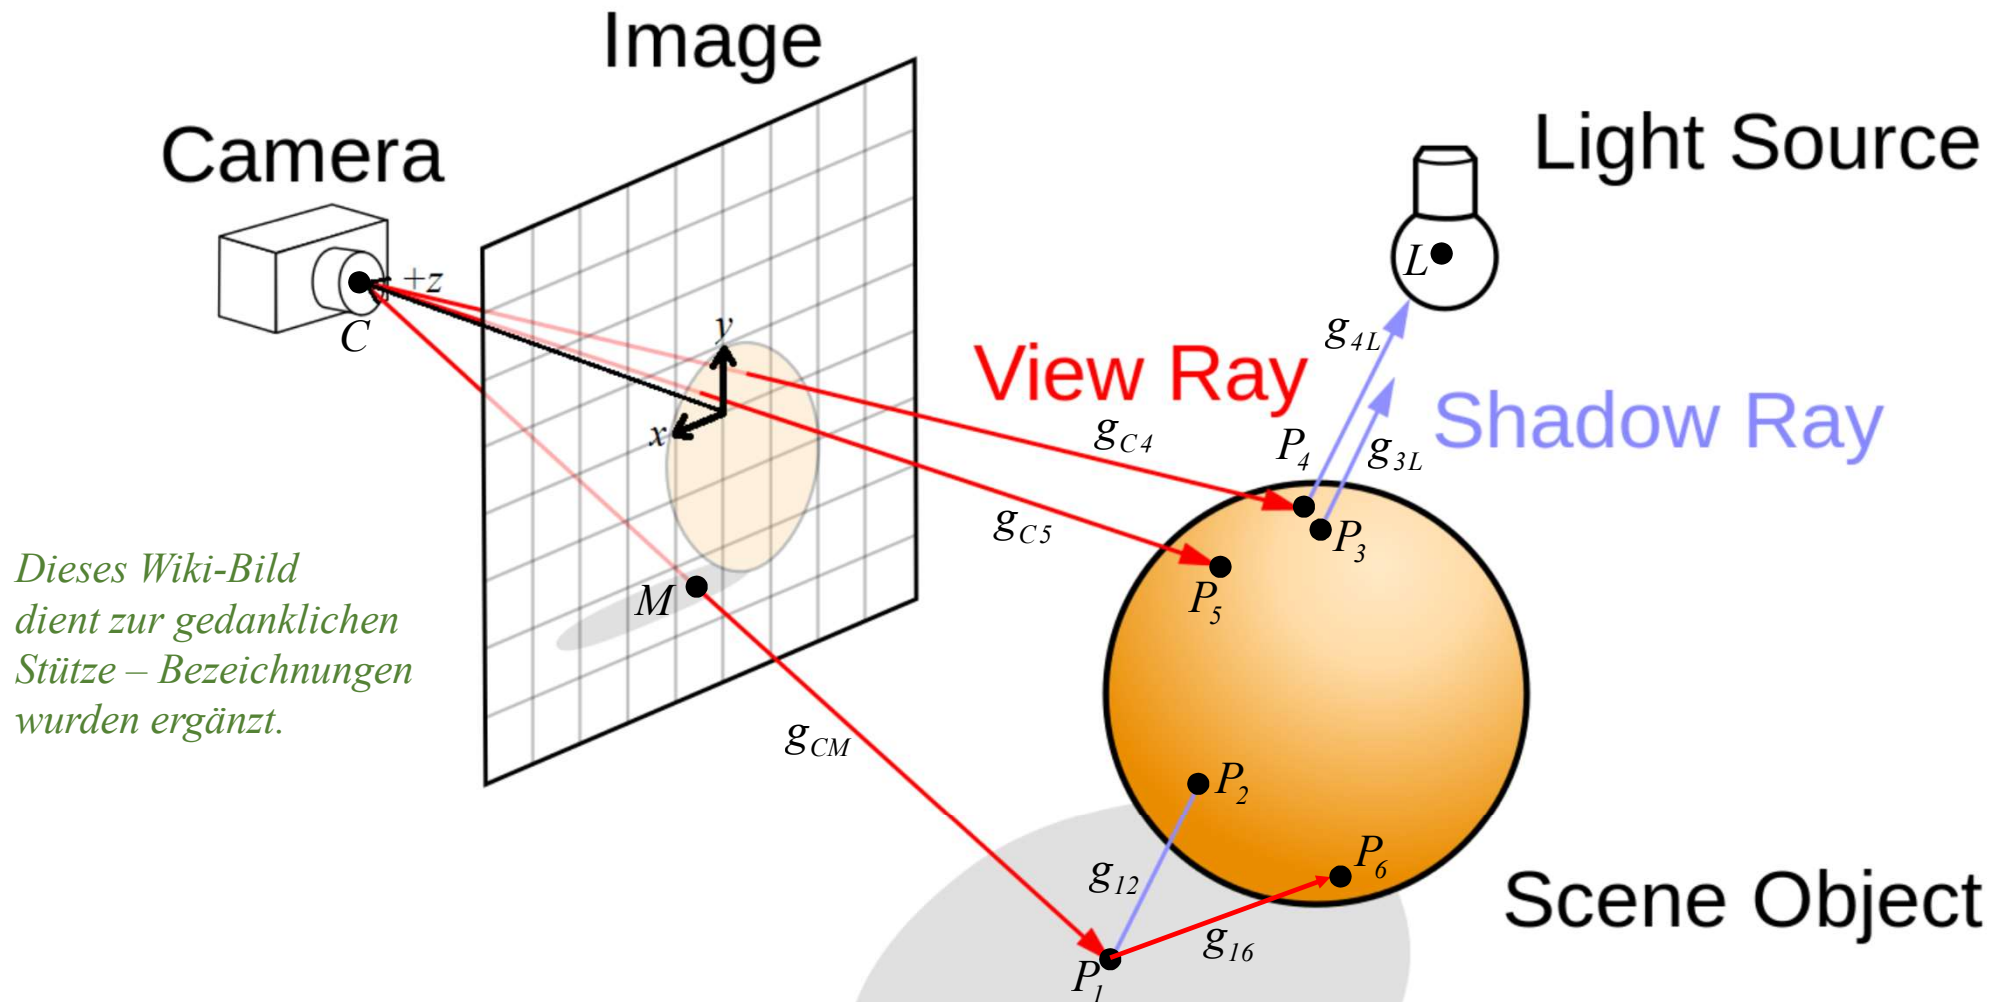 Image
Camera
Light Source
+z
C
L
y
x
g4L
View Ray
Shadow Ray
gC4
P4
g3L
gC5
P3
P5
Dieses Wiki-Bild
dient zur gedanklichen
Stütze – Bezeichnungen
wurden ergänzt.
M
gCM
P2
g12
P6
g16
P1
Scene Object